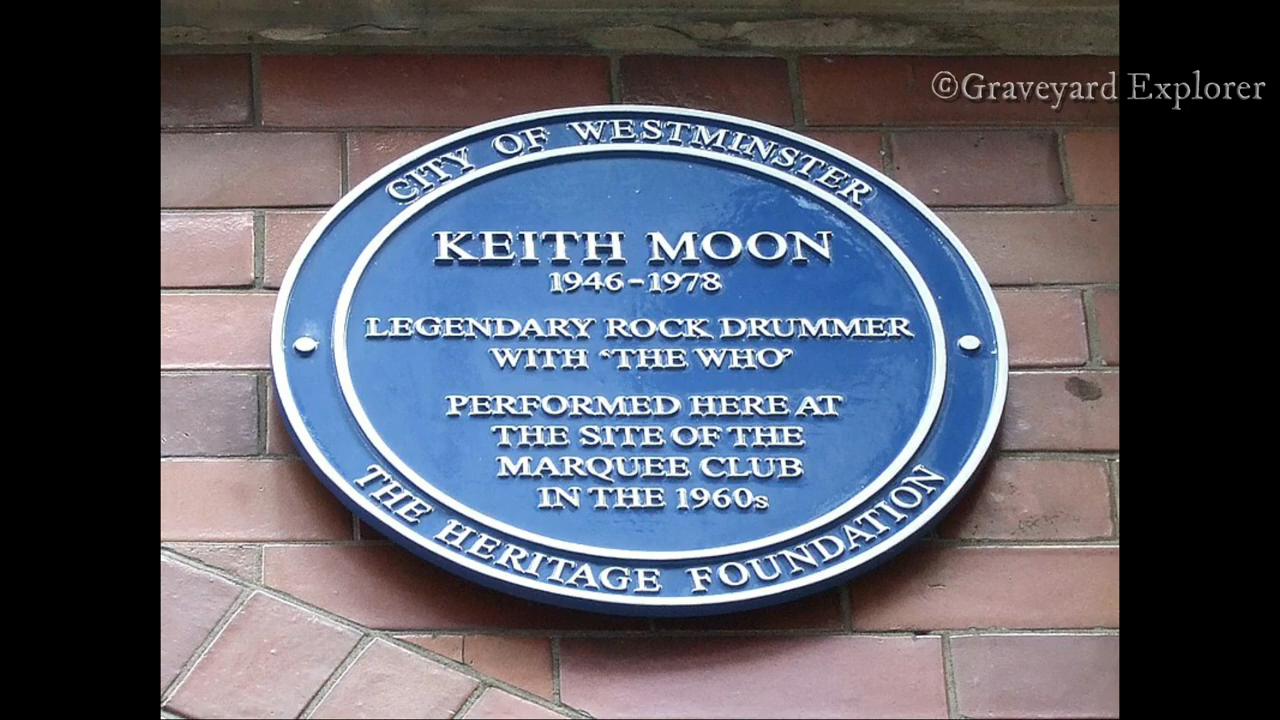 ©Graveyard Explorer
CITY OF WESTMINSTER
KEITH MOON
1946-1978
LEGENDARY ROCK DRUMMER
WITH ‘THE WHO’
PERFORMED HERE AT
THE SITE OF THE
MARQUEE CLUB
IN THE 1960s
THE HERITAGE FOUNDATION